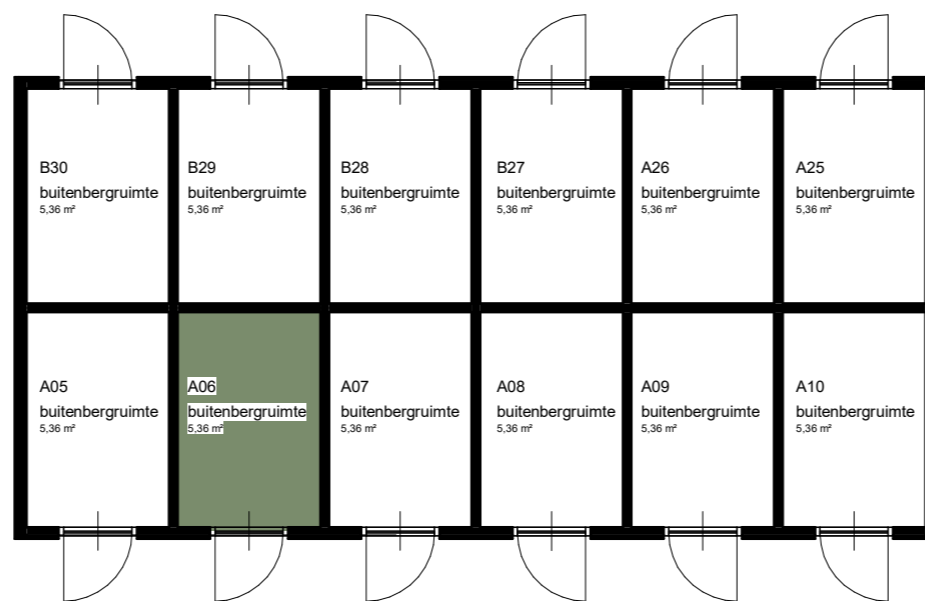 B30
buitenbergruimte
5,36 m²
B29
buitenbergruimte
5,36 m²
B28
buitenbergruimte
5,36 m²
B27
buitenbergruimte
5,36 m²
A26
buitenbergruimte
5,36 m²
A25
buitenbergruimte
5,36 m²
A05
buitenbergruimte
5,36 m²
A06
buitenbergruimte
5,36 m²
A07
buitenbergruimte
5,36 m²
A08
buitenbergruimte
5,36 m²
A09
buitenbergruimte
5,36 m²
A10
buitenbergruimte
5,36 m²